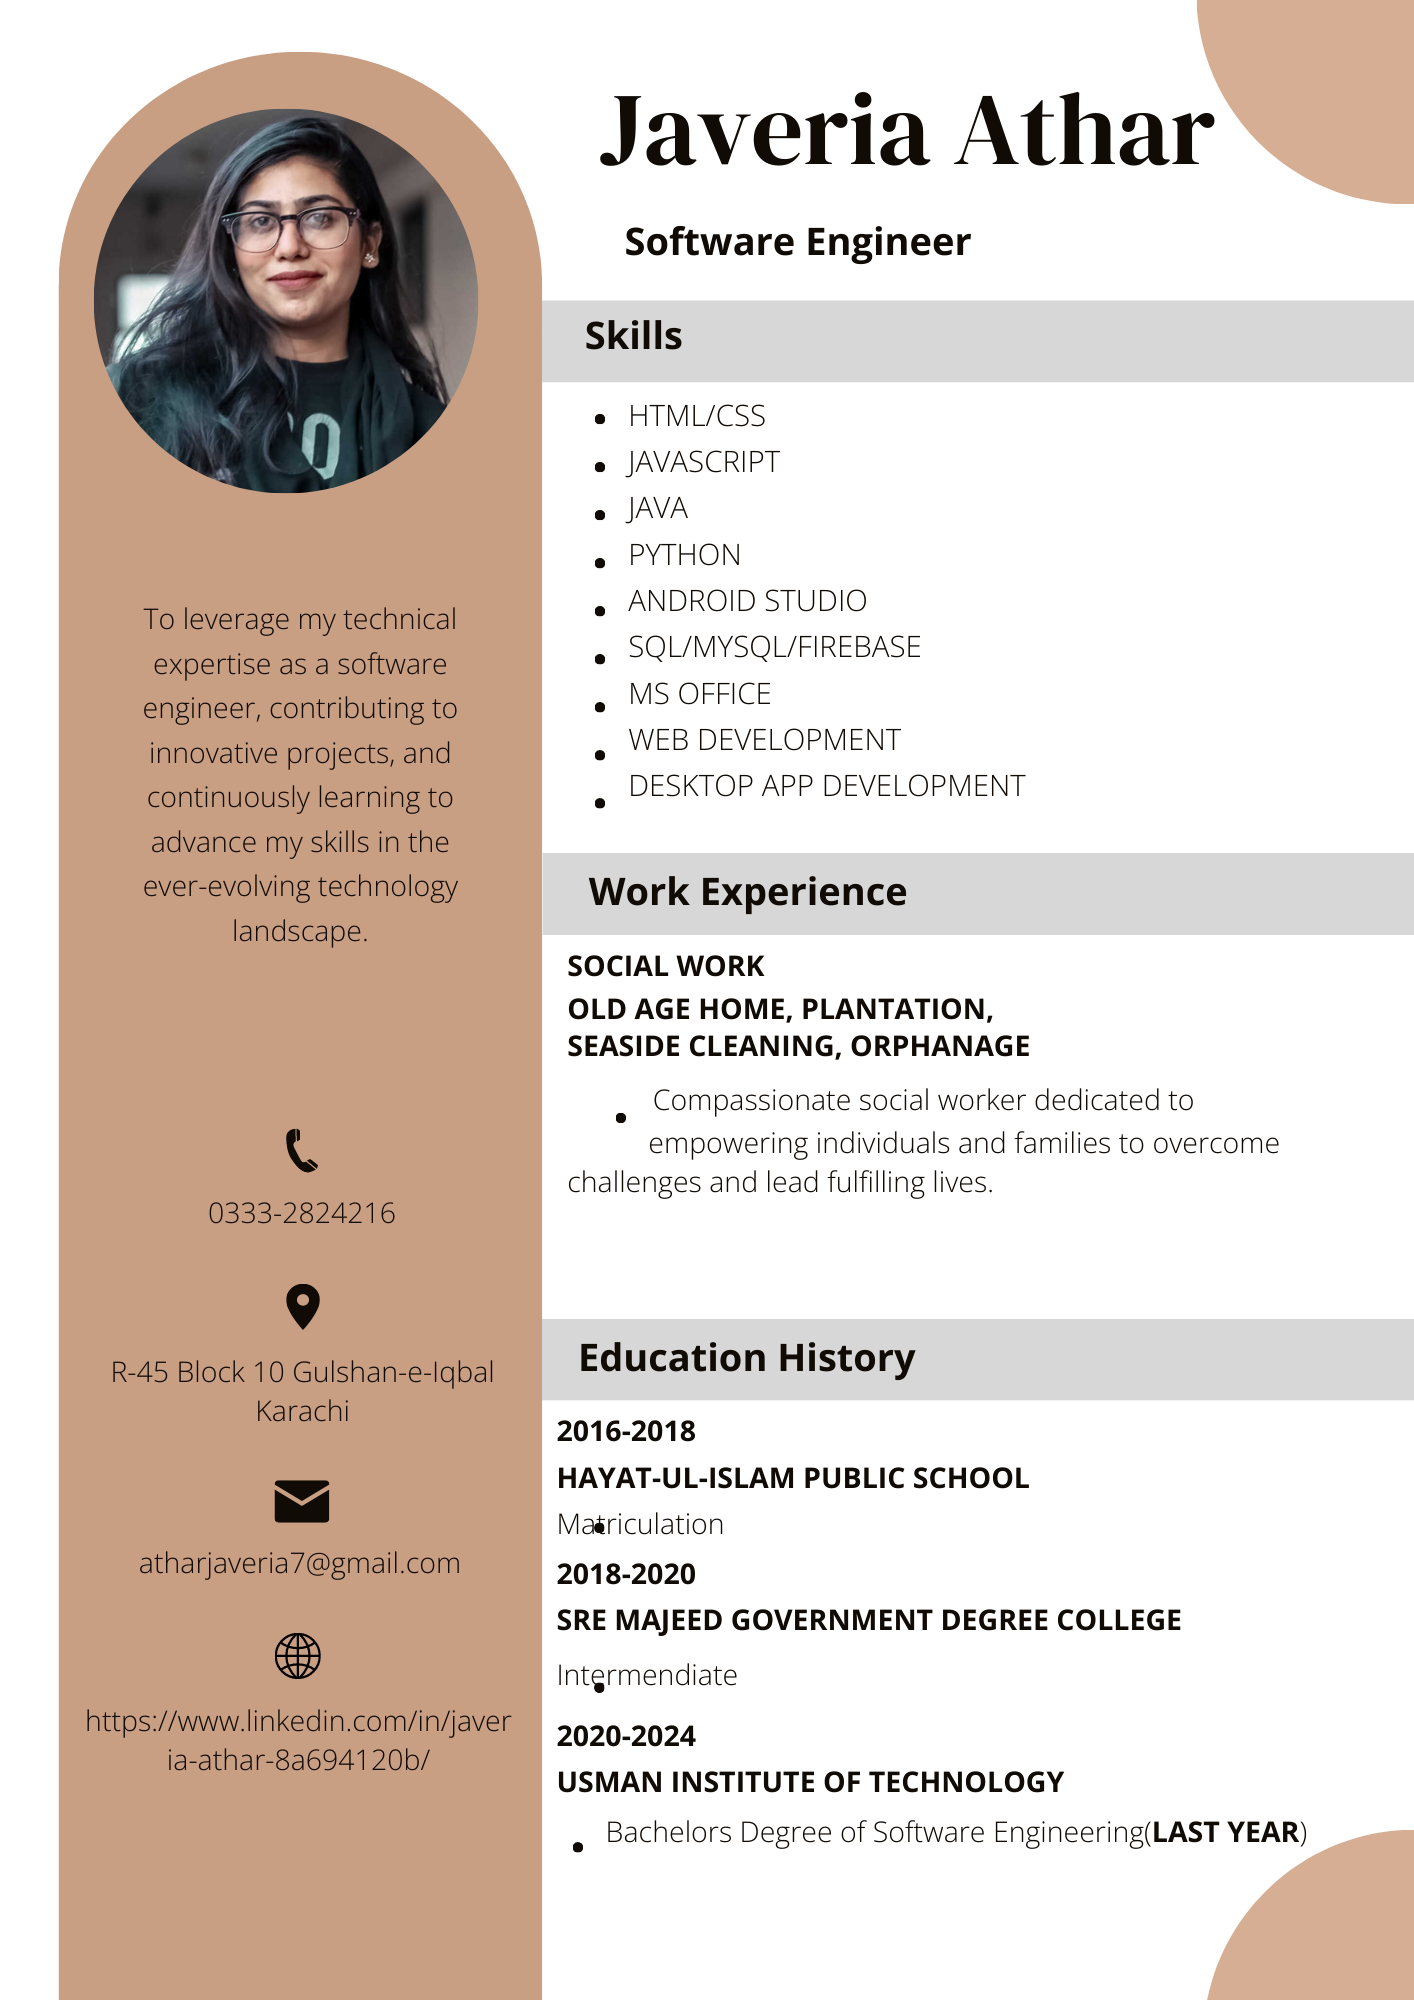 Javeria Athar
Software Engineer
To leverage my technical
expertise as a software
engineer, contributing to
innovative projects, and
continuously learning to
advance my skills in the
ever-evolving technology
landscape.
0333-2824216
R-45 Block 10 Gulshan-e-Iqbal
Karachi
atharjaveria7@gmail.com
https://www.linkedin.com/in/javer
ia-athar-8a694120b/
Skills
• HTML/CSS
• JAVASCRIPT
• JAVA
• PYTHON
• ANDROID STUDIO
• SQL/MYSQL/FIREBASE
• MS OFFICE
• WEB DEVELOPMENT
• DESKTOP APP DEVELOPMENT
Work Experience
SOCIAL WORK
OLD AGE HOME, PLANTATION,
SEASIDE CLEANING, ORPHANAGE
• Compassionate social worker dedicated to
empowering individuals and families to overcome
challenges and lead fulfilling lives.
Education History
2016-2018
HAYAT-UL-ISLAM PUBLIC SCHOOL
Matriculation
2018-2020
SRE MAJEED GOVERNMENT DEGREE COLLEGE
Intermendiate
2020-2024
USMAN INSTITUTE OF TECHNOLOGY
• Bachelors Degree of Software Engineering(LAST YEAR)